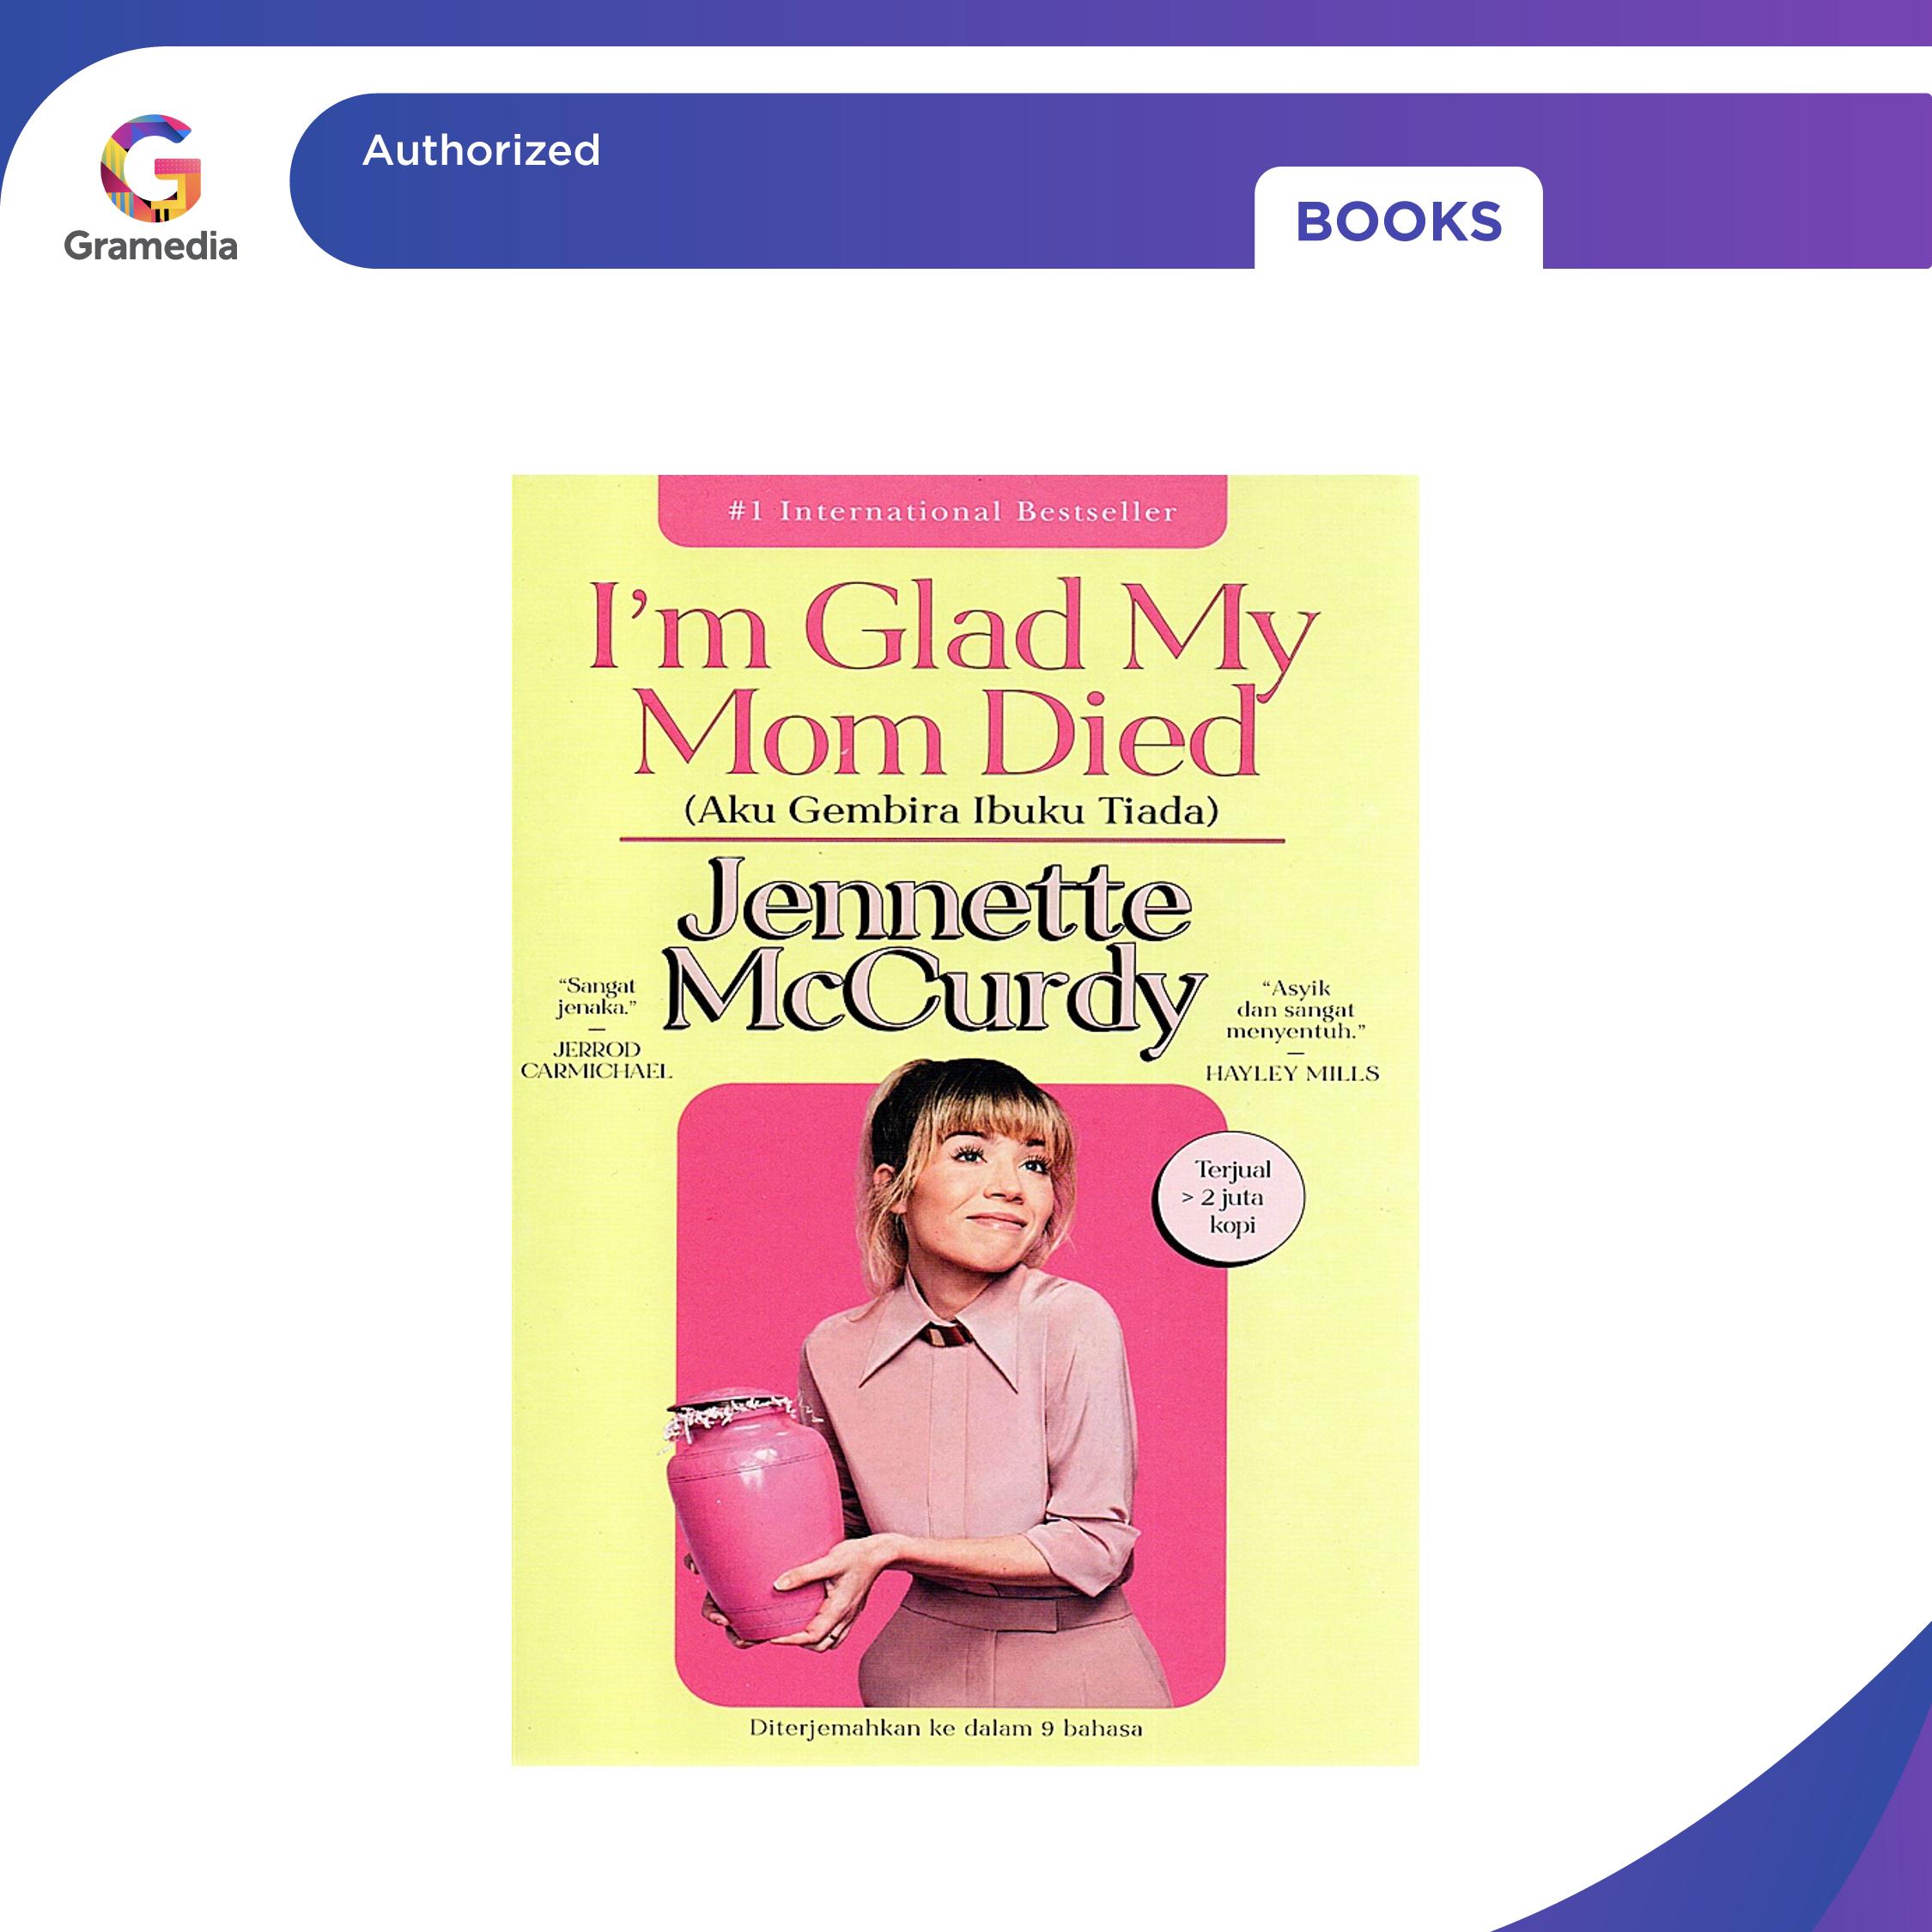 Gramedia
Authorized
BOOKS
#1 International Bestseller
I'm Glad My
Mom Died
(Aku Gembira Ibuku Tiada)
Jennette
McCurdy
“Sangat
jenaka.”
—
JERROD
CARMICHAEL
“Asyik
dan sangat
menyentuh.”
—
HAYLEY MILLS
Terjual
> 2 juta
kopi
Diterjemahkan ke dalam 9 bahasa